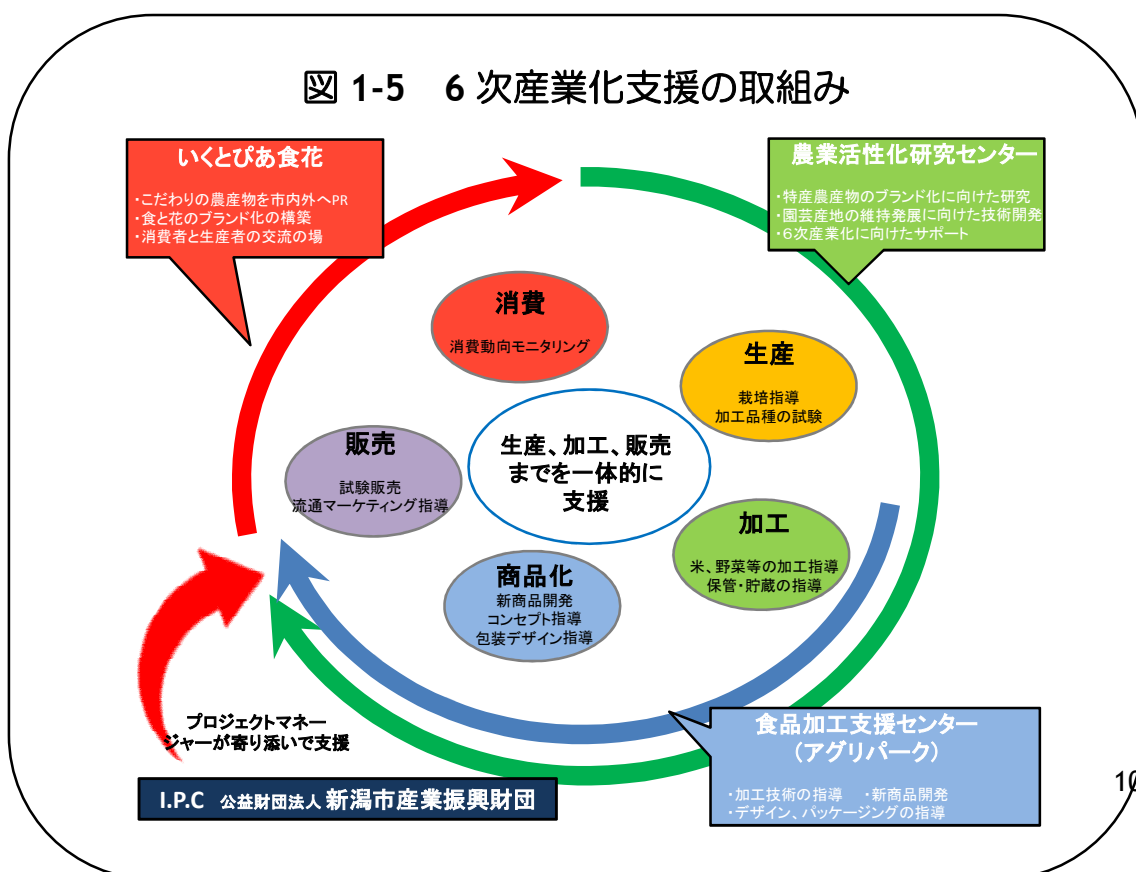 図 1-5　6 次産業化支援の取組み
いくとぴあ食花
・こだわりの農産物を市内外へPR
・食と花のブランド化の構築
・消費者と生産者の交流の場
農業活性化研究センター
・特産農産物のブランド化に向けた研究
・園芸産地の維持発展に向けた技術開発
・６次産業化に向けたサポート
消費
消費動向モニタリング
生産
栽培指導
加工品種の試験
販売
試験販売
流通マーケティング指導
生産、加工、販売
までを一体的に
支援
加工
米、野菜等の加工指導
保管・貯蔵の指導
商品化
新商品開発
コンセプト指導
包装デザイン指導
プロジェクトマネー
ジャーが寄り添いで支援
I.P.C 公益財団法人 新潟市産業振興財団
食品加工支援センター
（アグリパーク）
・加工技術の指導　・新商品開発
・デザイン、パッケージングの指導
10